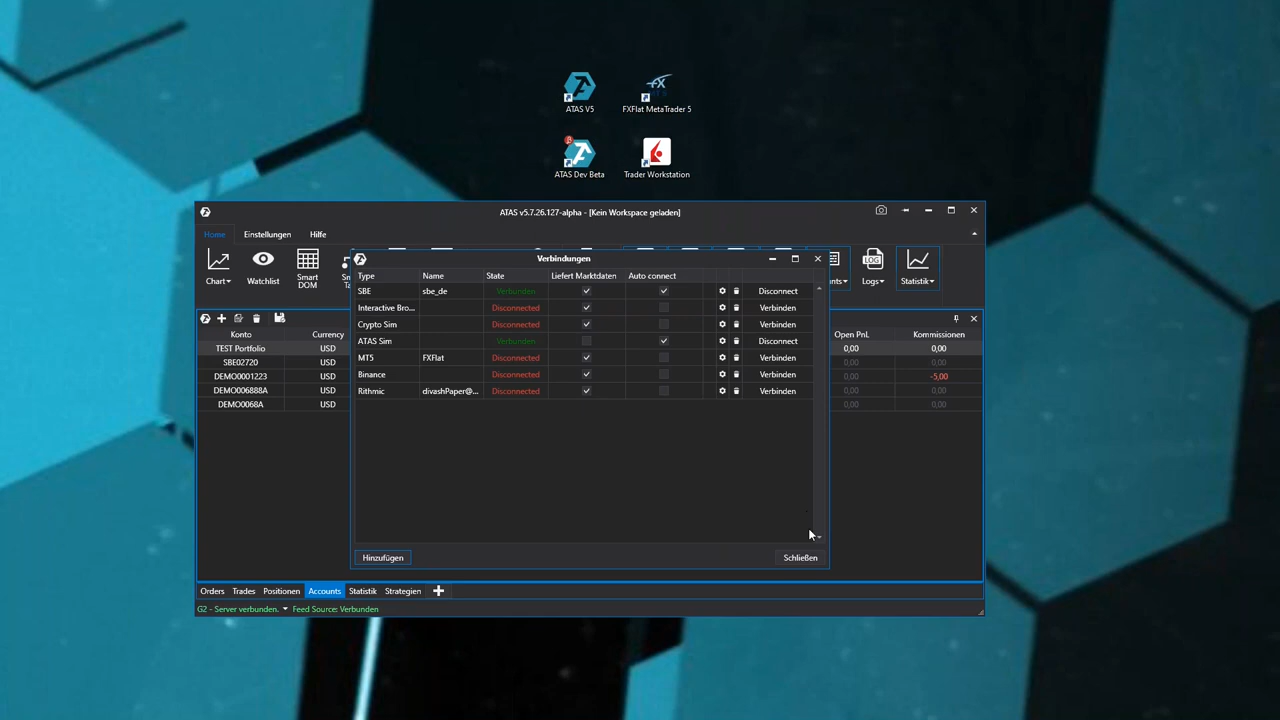 ATAS V5
FXFlat MetaTrader 5
β
ATAS Dev Beta
Trader Workstation
ATAS v5.7.26.127-alpha - [Kein Workspace geladen]
Home Einstellungen Hilfe
Chart Watchlist Smart DOM LOG Logs Statistik
Verbindungen
Type Name State Liefert Marktdaten Auto connect
SBE sbe_de Verbunden Disconnect
Interactive Bro... Disconnected Verbinden
Crypto Sim Disconnected Verbinden
ATAS Sim Verbunden Disconnect
MT5 FXFlat Disconnected Verbinden
Binance Disconnected Verbinden
Rithmic divashPaper@... Disconnected Verbinden
Hinzufügen Schließen
Konto Currency Open PnL Kommissionen
TEST Portfolio USD 0,00 0,00
SBE02720 USD 0,00 0,00
DEMO0001223 USD 0,00 -5,00
DEMO006888A USD 0,00 0,00
DEMO0068A USD 0,00 0,00
Orders Trades Positionen Accounts Statistik Strategien
G2 - Server verbunden. Feed Source: Verbunden